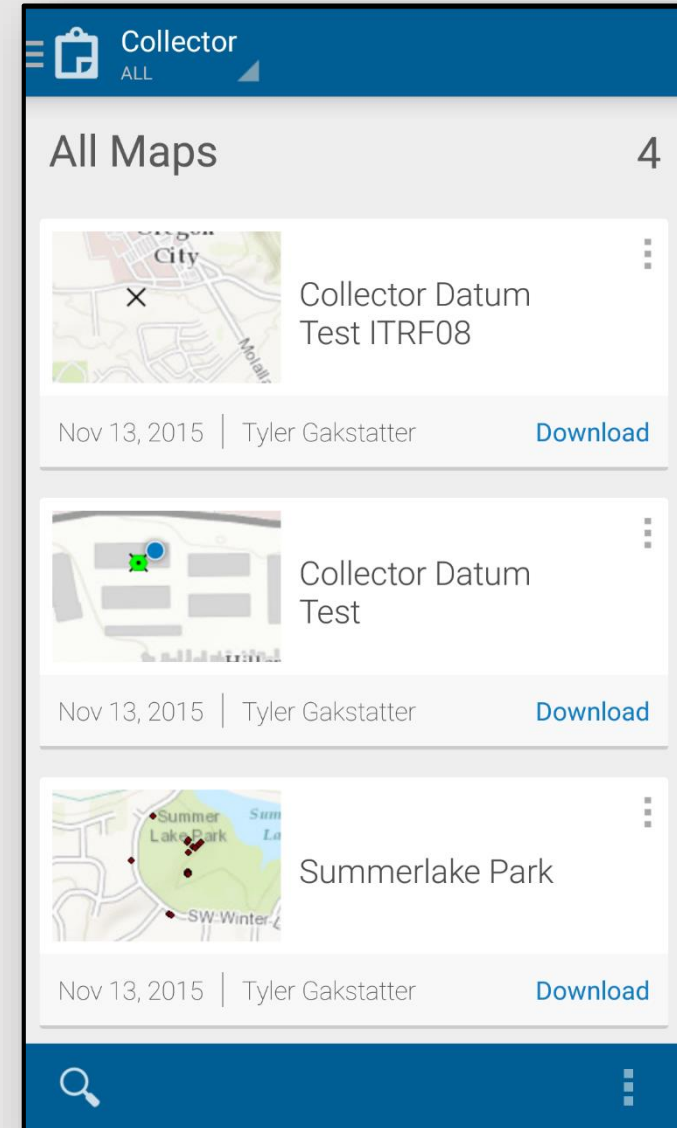 Collector
ALL
All Maps
4
City
Molalla
Collector Datum
Test ITRF08
Nov 13, 2015 | Tyler Gakstatter
Download
Collector Datum
Test
Nov 13, 2015 | Tyler Gakstatter
Download
Summer
Lake Park
SW Winter
Summerlake Park
Nov 13, 2015 | Tyler Gakstatter
Download